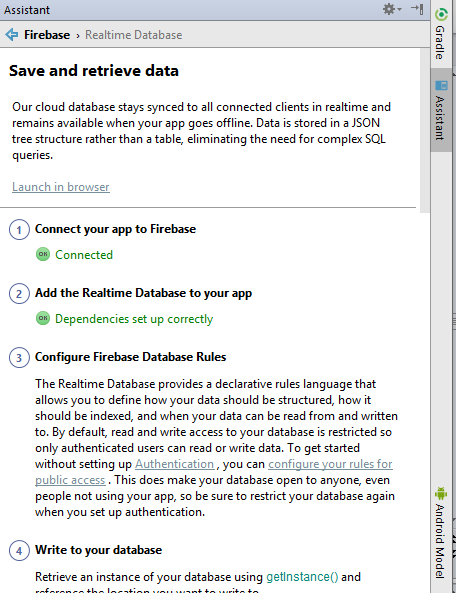 Assistant
Firebase › Realtime Database
Save and retrieve data
Our cloud database stays synced to all connected clients in realtime and
remains available when your app goes offline. Data is stored in a JSON
tree structure rather than a table, eliminating the need for complex SQL
queries.
Launch in browser
1 Connect your app to Firebase
OK Connected
2 Add the Realtime Database to your app
OK Dependencies set up correctly
3 Configure Firebase Database Rules
The Realtime Database provides a declarative rules language that
allows you to define how your data should be structured, how it
should be indexed, and when your data can be read from and written
to. By default, read and write access to your database is restricted so
only authenticated users can read or write data. To get started
without setting up Authentication , you can configure your rules for
public access . This does make your database open to anyone, even
people not using your app, so be sure to restrict your database again
when you set up authentication.
4 Write to your database
Retrieve an instance of your database using getInstance() and
reference the location you want to write to.
Gradle
Assistant
Android Model